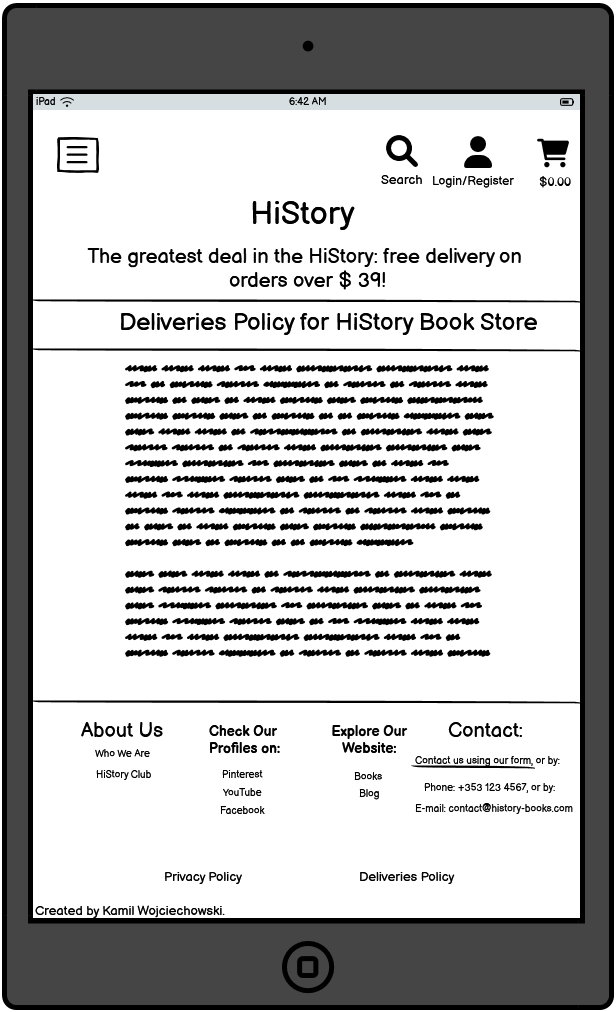 iPad 6:42 AM
Search Login/Register $0.00
HiStory
The greatest deal in the HiStory: free delivery on
orders over $ 39!
Deliveries Policy for HiStory Book Store
About Us
Who We Are
HiStory Club
Check Our
Profiles on:
Pinterest
YouTube
Facebook
Explore Our
Website:
Books
Blog
Contact:
Contact us using our form, or by:
Phone: +353 123 4567, or by:
E-mail: contact@history-books.com
Privacy Policy Deliveries Policy
Created by Kamil Wojciechowski.